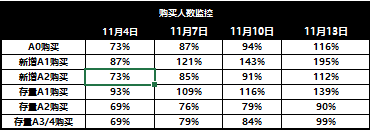 购买人数监控
11月4日 11月7日 11月10日 11月13日
A0购买 73% 87% 94% 116%
新增A1购买 87% 121% 143% 195%
新增A2购买 73% 85% 91% 112%
存量A1购买 93% 109% 116% 139%
存量A2购买 69% 76% 79% 90%
存量A3/4购买 69% 79% 84% 99%